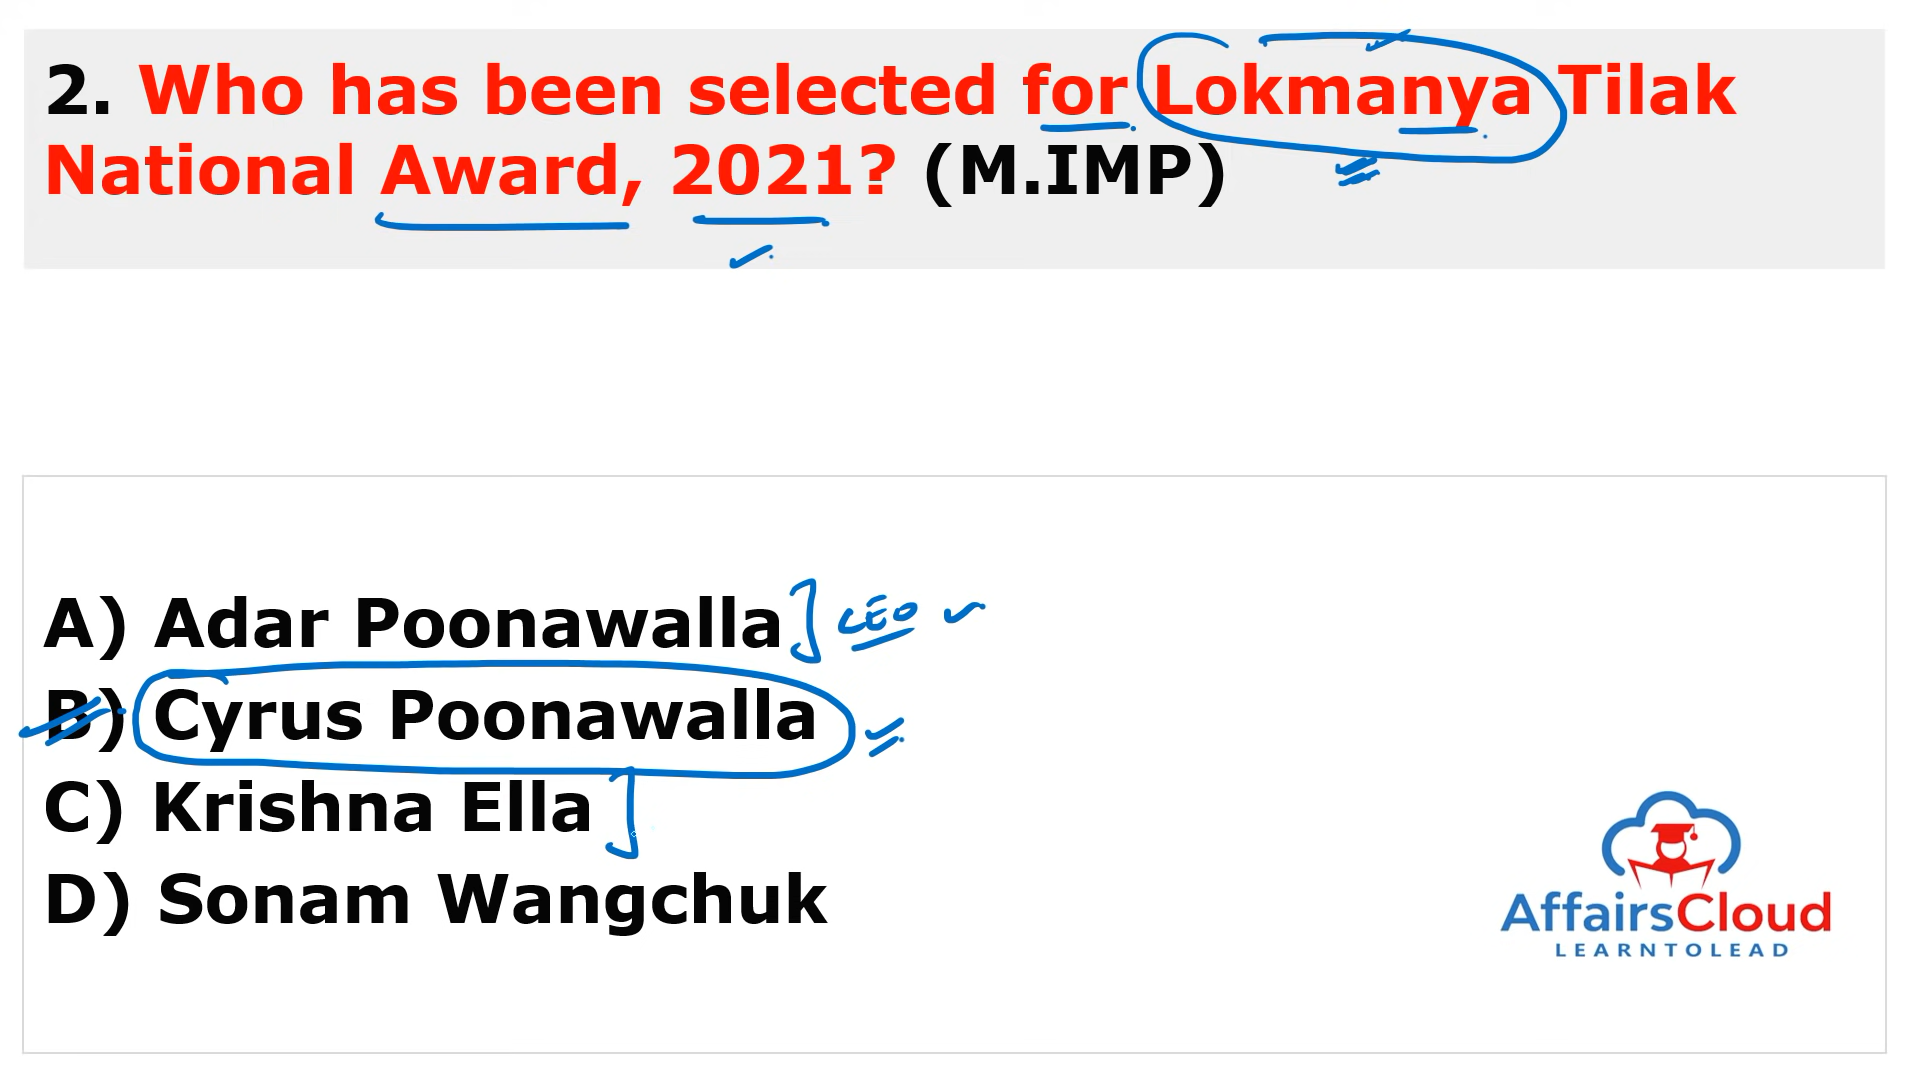 2. Who has been selected for Lokmanya Tilak
National Award, 2021? (M.IMP)
A) Adar Poonawalla CEO
B) Cyrus Poonawalla
C) Krishna Ella
D) Sonam Wangchuk
AffairsCloud
LEARNTOLEAD